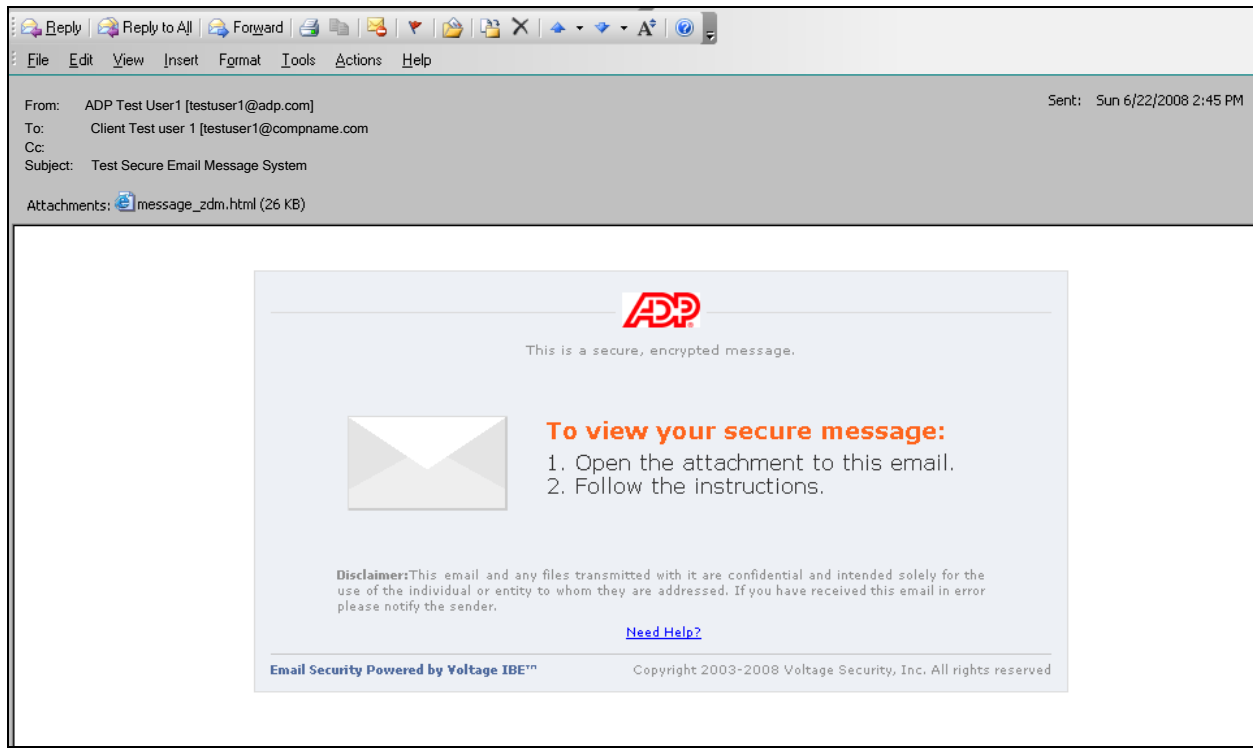 Reply Reply to All Forward
File Edit View Insert Format Tools Actions Help
From: ADP Test User1 [testuser1@adp.com] Sent: Sun 6/22/2008 2:45 PM
To: Client Test user 1 [testuser1@compname.com
Cc:
Subject: Test Secure Email Message System
Attachments: message_zdm.html (26 KB)
ADP
This is a secure, encrypted message.
To view your secure message:
1. Open the attachment to this email.
2. Follow the instructions.
Disclaimer:This email and any files transmitted with it are confidential and intended solely for the
use of the individual or entity to whom they are addressed. If you have received this email in error
please notify the sender.
Need Help?
Email Security Powered by Voltage IBE™ Copyright 2003-2008 Voltage Security, Inc. All rights reserved